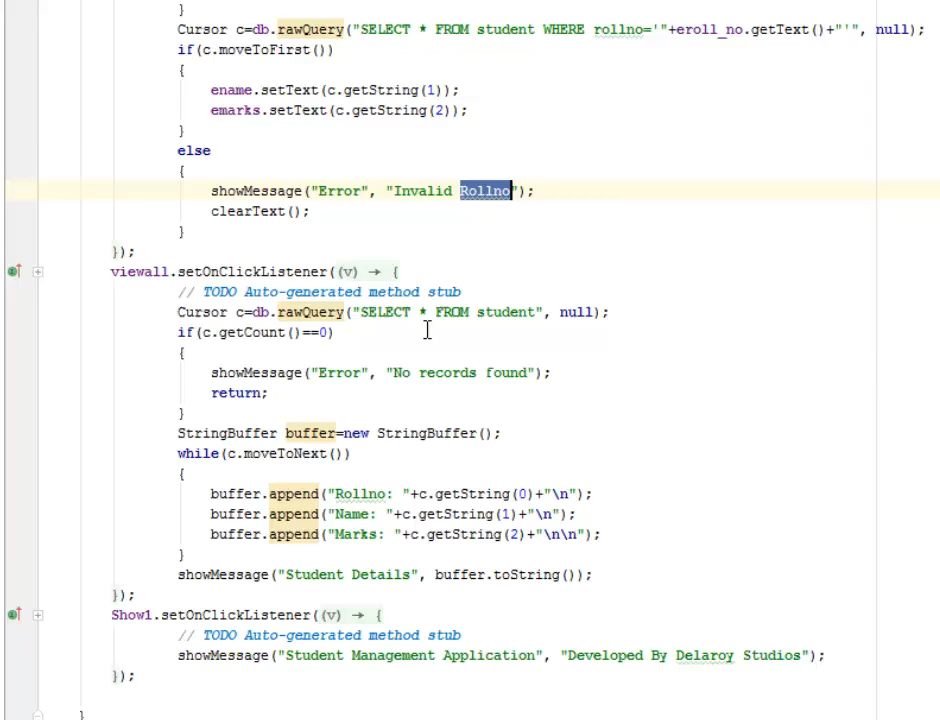 }
Cursor c=db.rawQuery("SELECT * FROM student WHERE rollno='"+eroll_no.getText()+"'", null);
if(c.moveToFirst())
{
ename.setText(c.getString(1));
emarks.setText(c.getString(2));
}
else
{
showMessage("Error", "Invalid Rollno");
clearText();
}
});
viewall.setOnClickListener((v) → {
// TODO Auto-generated method stub
Cursor c=db.rawQuery("SELECT * FROM student", null);
if(c.getCount()==0)
{
showMessage("Error", "No records found");
return;
}
StringBuffer buffer=new StringBuffer();
while(c.moveToNext())
{
buffer.append("Rollno: "+c.getString(0)+"\n");
buffer.append("Name: "+c.getString(1)+"\n");
buffer.append("Marks: "+c.getString(2)+"\n\n");
}
showMessage("Student Details", buffer.toString());
});
Show1.setOnClickListener((v) → {
// TODO Auto-generated method stub
showMessage("Student Management Application", "Developed By Delaroy Studios");
});
}